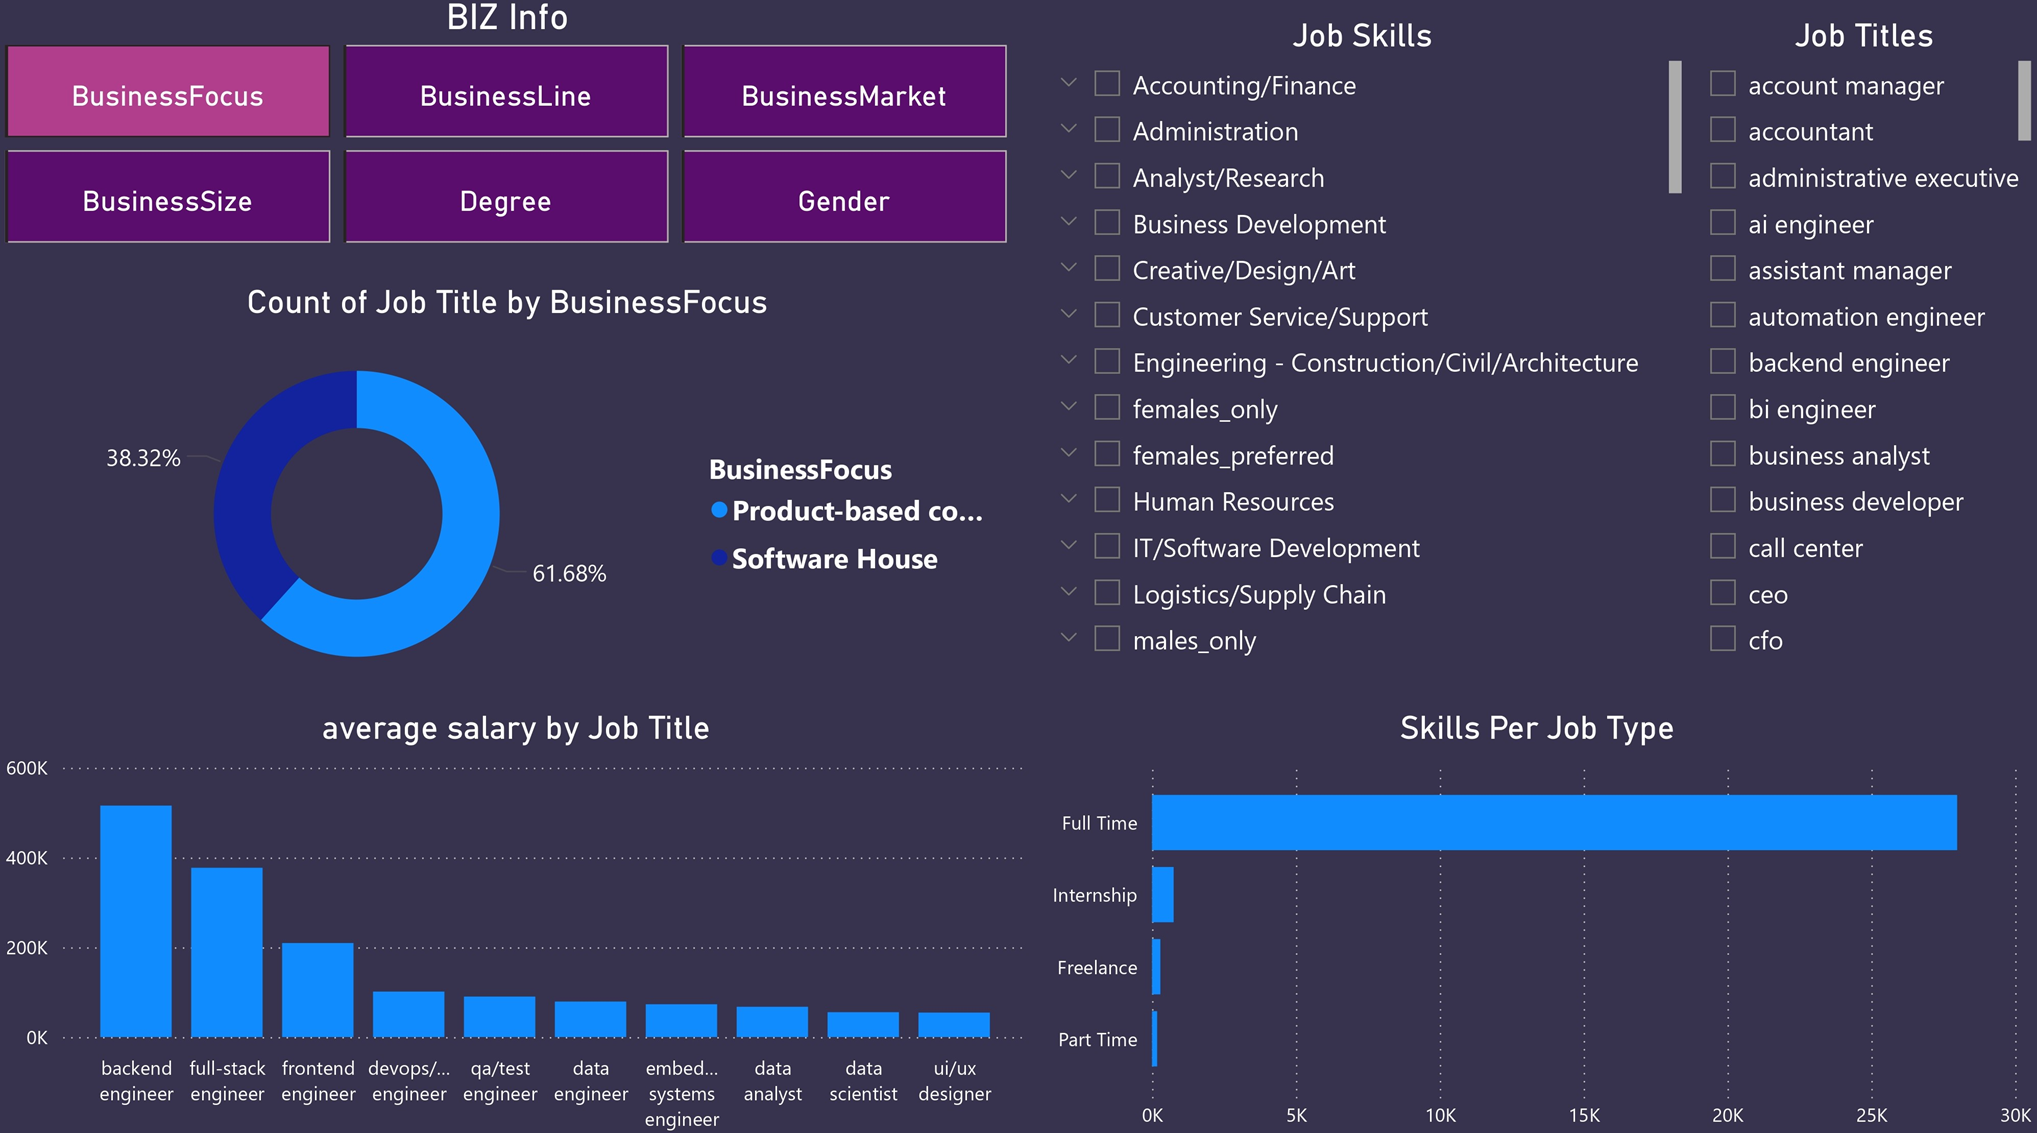 BIZ Info
BusinessFocus
BusinessLine
BusinessMarket
BusinessSize
Degree
Gender
Count of Job Title by BusinessFocus
38.32%
61.68%
BusinessFocus
Product-based co...
Software House
Job Skills
Accounting/Finance
Administration
Analyst/Research
Business Development
Creative/Design/Art
Customer Service/Support
Engineering - Construction/Civil/Architecture
females_only
females_preferred
Human Resources
IT/Software Development
Logistics/Supply Chain
males_only
Job Titles
account manager
accountant
administrative executive
ai engineer
assistant manager
automation engineer
backend engineer
bi engineer
business analyst
business developer
call center
ceo
cfo
average salary by Job Title
600K
400K
200K
0K
backend
engineer
full-stack
engineer
frontend
engineer
devops/...
engineer
qa/test
engineer
data
engineer
embed...
systems
engineer
data
analyst
data
scientist
ui/ux
designer
Skills Per Job Type
Full Time
Internship
Freelance
Part Time
0K
5K
10K
15K
20K
25K
30K